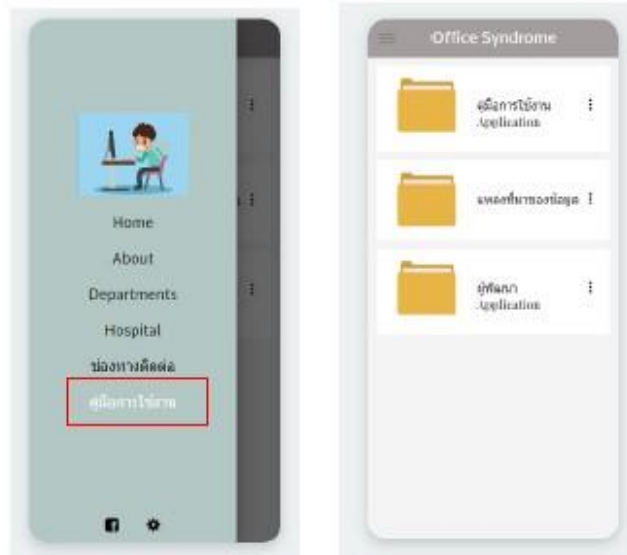 Home
About
Departments
Hospital
ช่องทางติดต่อ
คู่มือการใช้งาน
Office Syndrome
คู่มือการใช้งาน
Application
แหล่งที่มาของข้อมูล
ผู้พัฒนา
Application